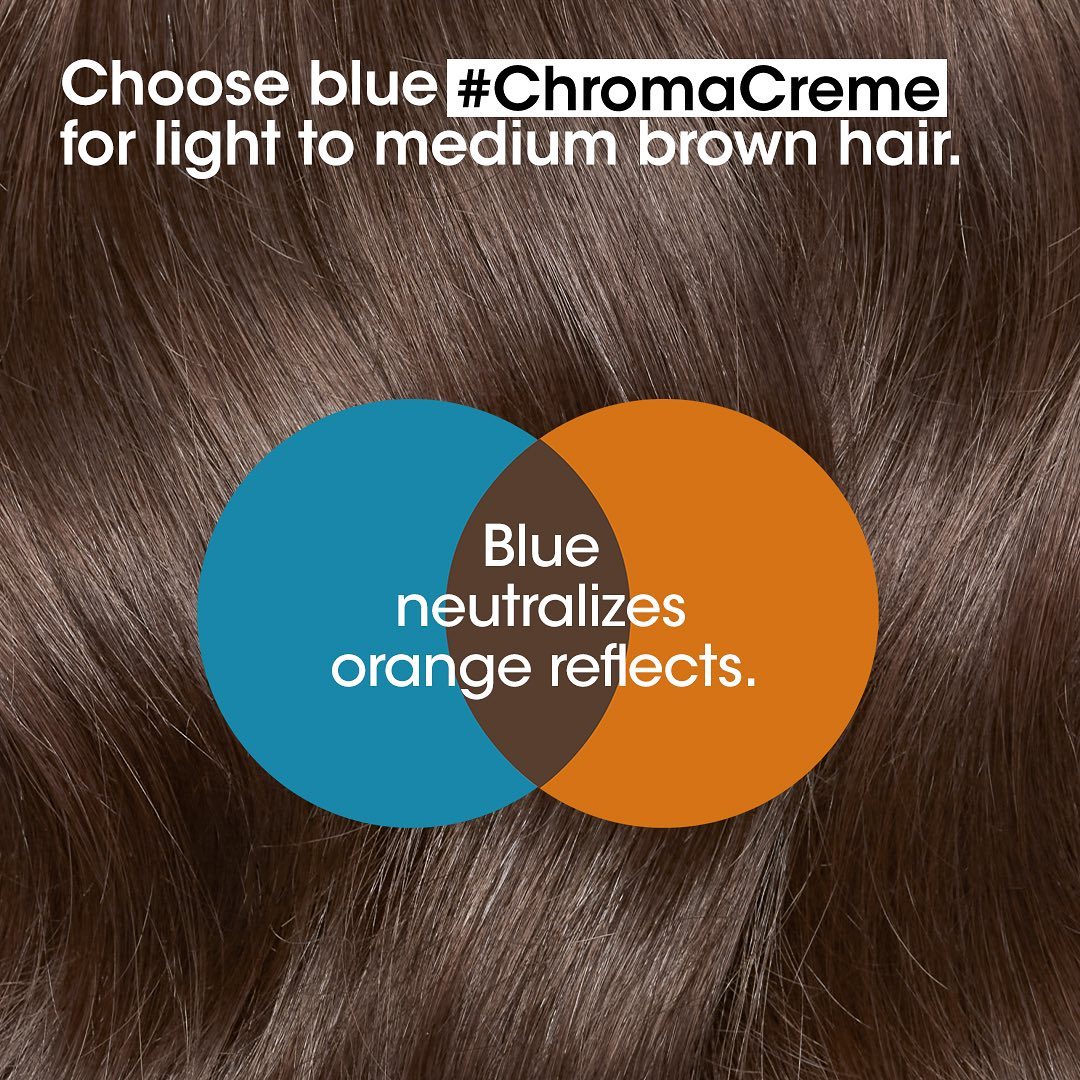 Choose blue #ChromaCreme
for light to medium brown hair.
Blue
neutralizes
orange reflects.